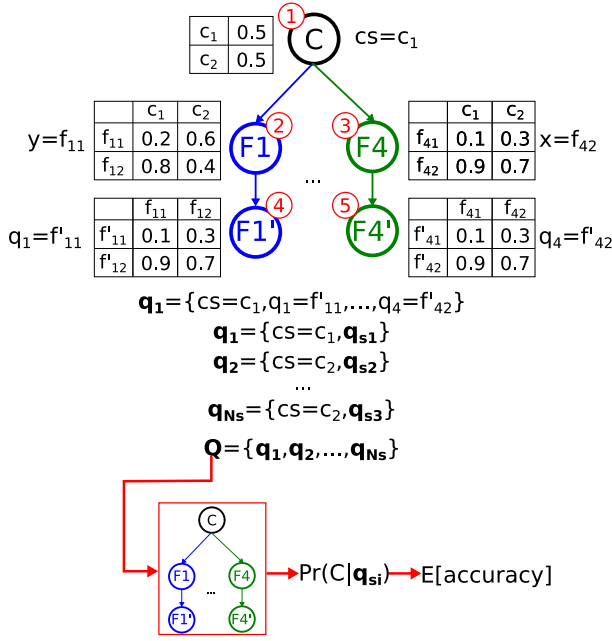 1
c₁ 0.5
c₂ 0.5
C
cs=c₁
c₁ c₂
f₁₁ 0.2 0.6
f₁₂ 0.8 0.4
y=f₁₁
2
F1
3
F4
...
c₁ c₂
f₄₁ 0.1 0.3
f₄₂ 0.9 0.7
x=f₄₂
f₁₁ f₁₂
f'₁₁ 0.1 0.3
f'₁₂ 0.9 0.7
q₁=f'₁₁
4
F1'
5
F4'
f₄₁ f₄₂
f'₄₁ 0.1 0.3
f'₄₂ 0.9 0.7
q₄=f'₄₂
q₁={cs=c₁,q₁=f'₁₁,...,q₄=f'₄₂}
q₁={cs=c₁,qₛ₁}
q₂={cs=c₂,qₛ₂}
...
q_Ns={cs=c₂,qₛ₃}
Q={q₁,q₂,...,q_Ns}
C
F1 F4
...
F1' F4'
Pr(C|q_si)
E[accuracy]